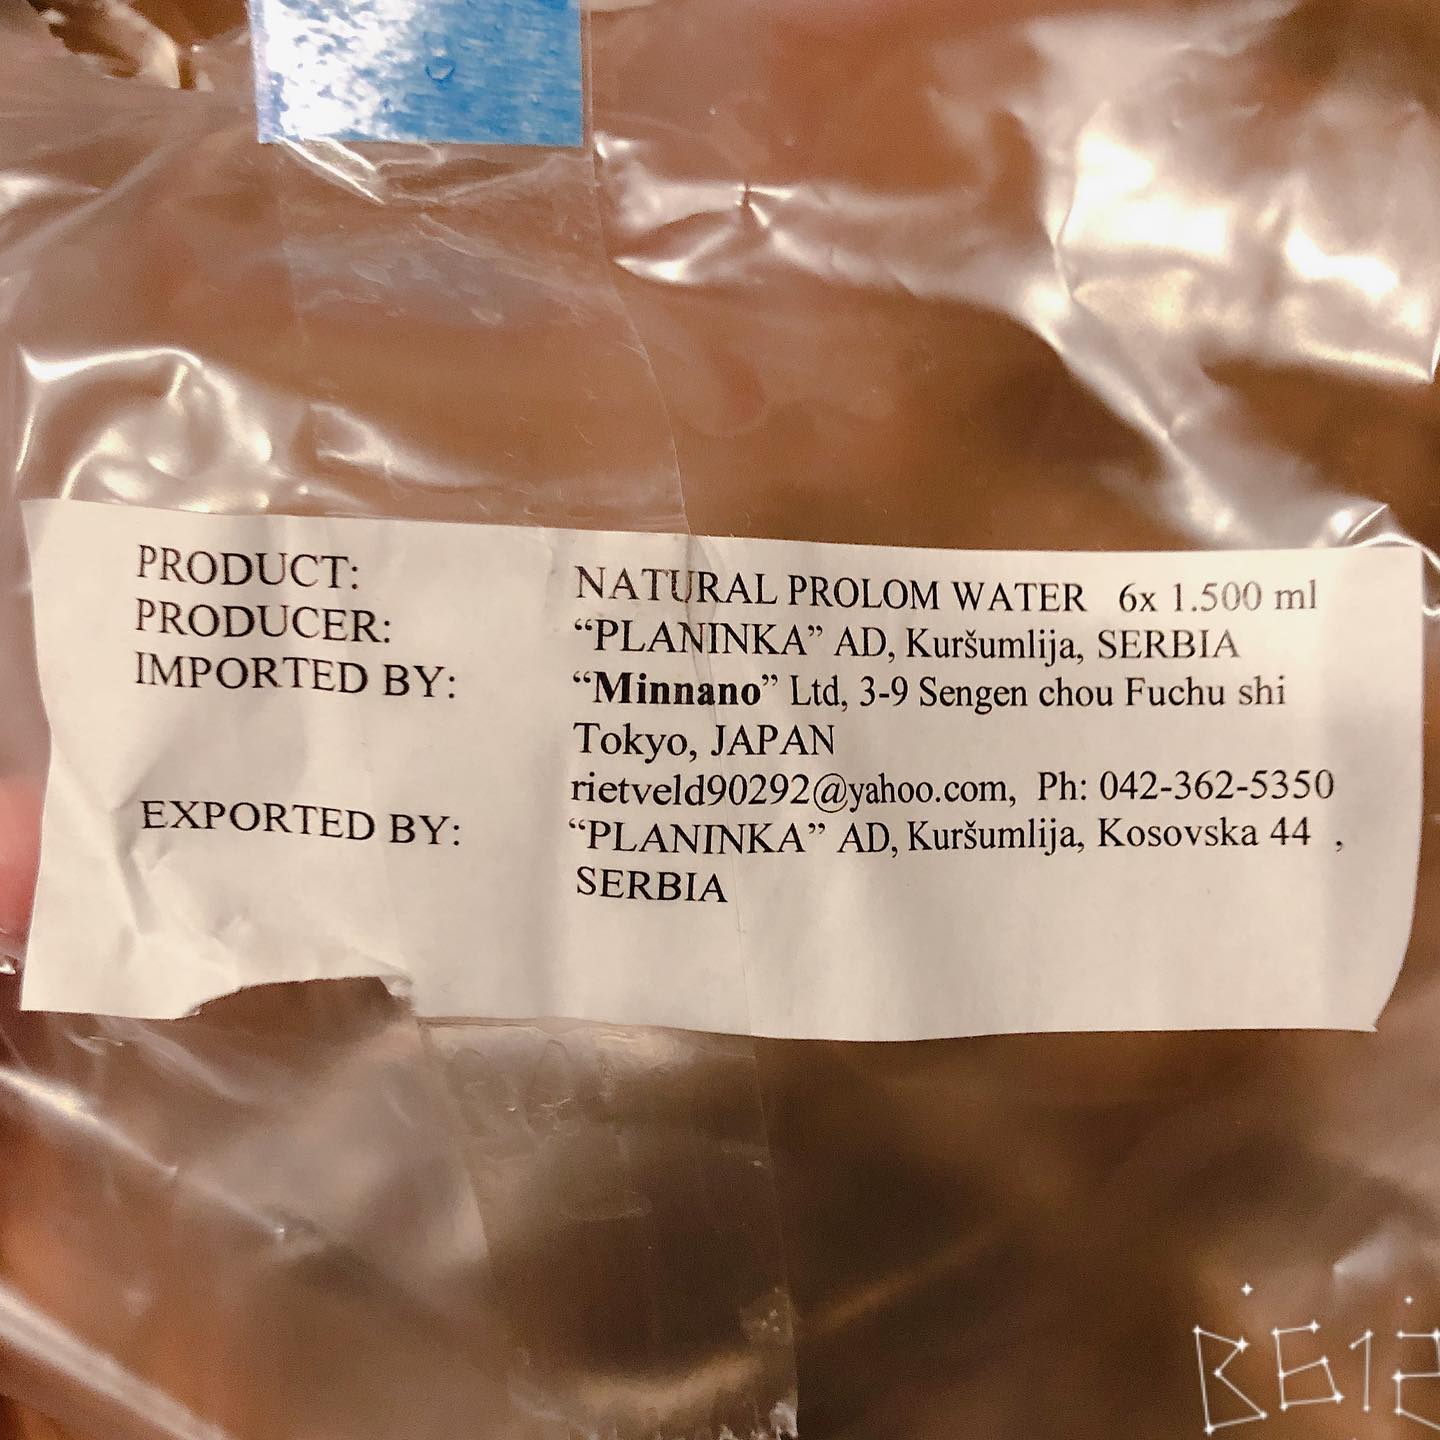 PRODUCT: NATURAL PROLOM WATER 6x 1.500 ml
PRODUCER: “PLANINKA” AD, Kuršumlija, SERBIA
IMPORTED BY: “Minnano” Ltd, 3-9 Sengen chou Fuchu shi
Tokyo, JAPAN
rietveld90292@yahoo.com, Ph: 042-362-5350
EXPORTED BY: “PLANINKA” AD, Kuršumlija, Kosovska 44 ,
SERBIA
B612